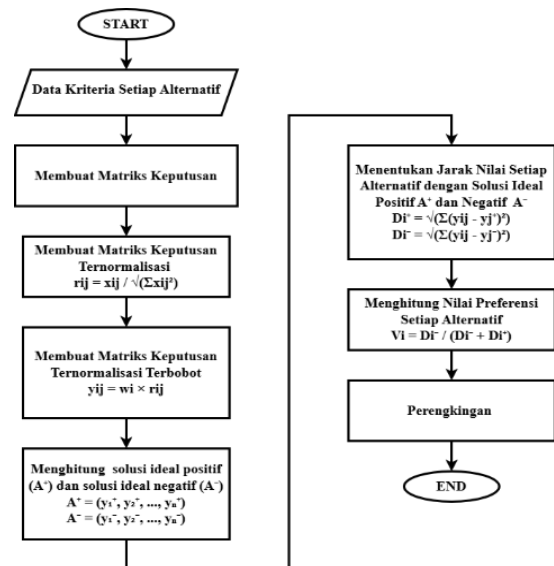 START
Data Kriteria Setiap Alternatif
Membuat Matriks Keputusan
Membuat Matriks Keputusan
Ternormalisasi
rij = xij / √(Σxij²)
Membuat Matriks Keputusan
Ternormalisasi Terbobot
yij = wi × rij
Menghitung solusi ideal positif
(A⁺) dan solusi ideal negatif (A⁻)
A⁺ = (y₁⁺, y₂⁺, ..., yₙ⁺)
A⁻ = (y₁⁻, y₂⁻, ..., yₙ⁻)
Menentukan Jarak Nilai Setiap
Alternatif dengan Solusi Ideal
Positif A⁺ dan Negatif A⁻
Di⁺ = √(Σ(yij - yj⁺)²)
Di⁻ = √(Σ(yij - yj⁻)²)
Menghitung Nilai Preferensi
Setiap Alternatif
Vi = Di⁻ / (Di⁻ + Di⁺)
Perengkingan
END